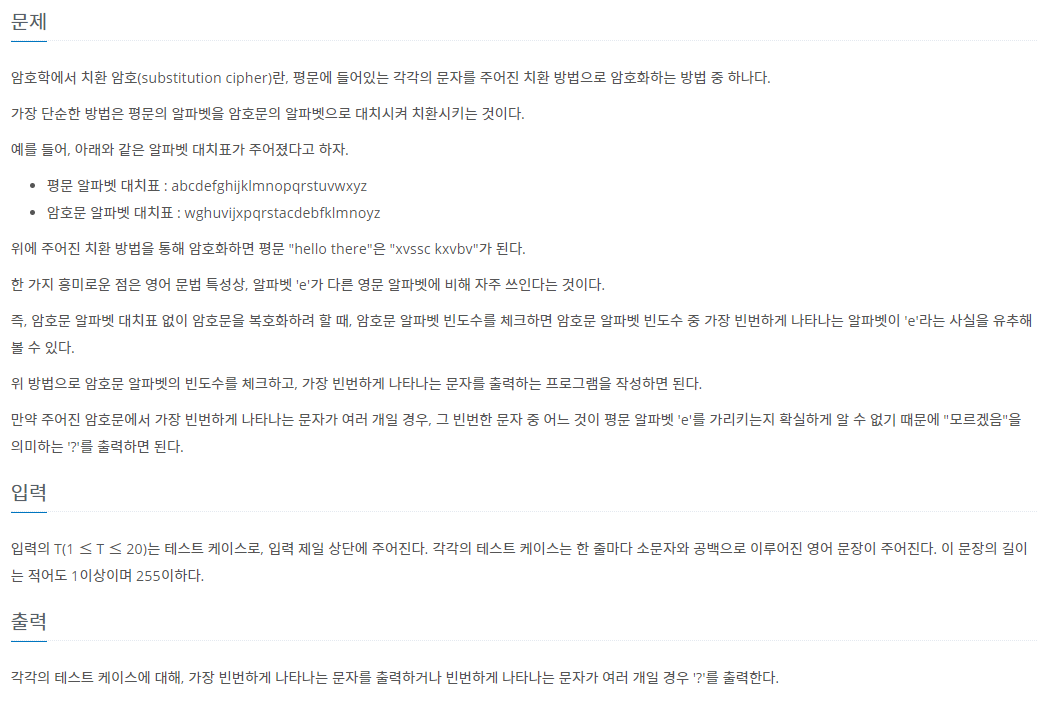 문제
암호학에서 치환 암호(substitution cipher)란, 평문에 들어있는 각각의 문자를 주어진 치환 방법으로 암호화하는 방법 중 하나다.
가장 단순한 방법은 평문의 알파벳을 암호문의 알파벳으로 대치시켜 치환시키는 것이다.
예를 들어, 아래와 같은 알파벳 대치표가 주어졌다고 하자.
• 평문 알파벳 대치표 : abcdefghijklmnopqrstuvwxyz
• 암호문 알파벳 대치표 : wghuvijxpqrstacdebfklmnoyz
위에 주어진 치환 방법을 통해 암호화하면 평문 "hello there"은 "xvssc kxvbv"가 된다.
한 가지 흥미로운 점은 영어 문법 특성상, 알파벳 'e'가 다른 영문 알파벳에 비해 자주 쓰인다는 것이다.
즉, 암호문 알파벳 대치표 없이 암호문을 복호화하려 할 때, 암호문 알파벳 빈도수를 체크하면 암호문 알파벳 빈도수 중 가장 빈번하게 나타나는 알파벳이 'e'라는 사실을 유추해
볼 수 있다.
위 방법으로 암호문 알파벳의 빈도수를 체크하고, 가장 빈번하게 나타나는 문자를 출력하는 프로그램을 작성하면 된다.
만약 주어진 암호문에서 가장 빈번하게 나타나는 문자가 여러 개일 경우, 그 빈번한 문자 중 어느 것이 평문 알파벳 'e'를 가리키는지 확실하게 알 수 없기 때문에 "모르겠음"을
의미하는 '?'를 출력하면 된다.
입력
입력의 T(1 ≤ T ≤ 20)는 테스트 케이스로, 입력 제일 상단에 주어진다. 각각의 테스트 케이스는 한 줄마다 소문자와 공백으로 이루어진 영어 문장이 주어진다. 이 문장의 길이
는 적어도 1이상이며 255이하다.
출력
각각의 테스트 케이스에 대해, 가장 빈번하게 나타나는 문자를 출력하거나 빈번하게 나타나는 문자가 여러 개일 경우 '?'를 출력한다.